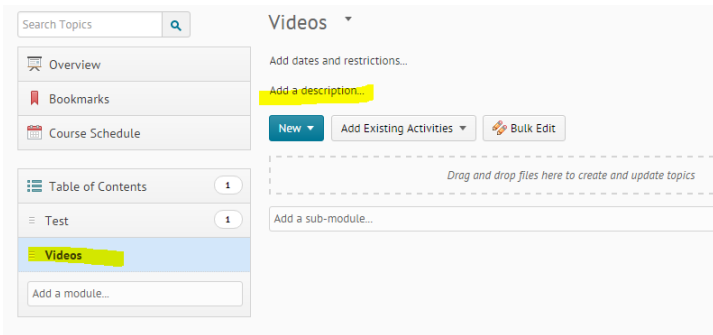 Search Topics
Overview
Bookmarks
Course Schedule
Table of Contents 1
Test 1
Videos
Add a module...
Videos
Add dates and restrictions...
Add a description...
New Add Existing Activities Bulk Edit
Drag and drop files here to create and update topics
Add a sub-module...